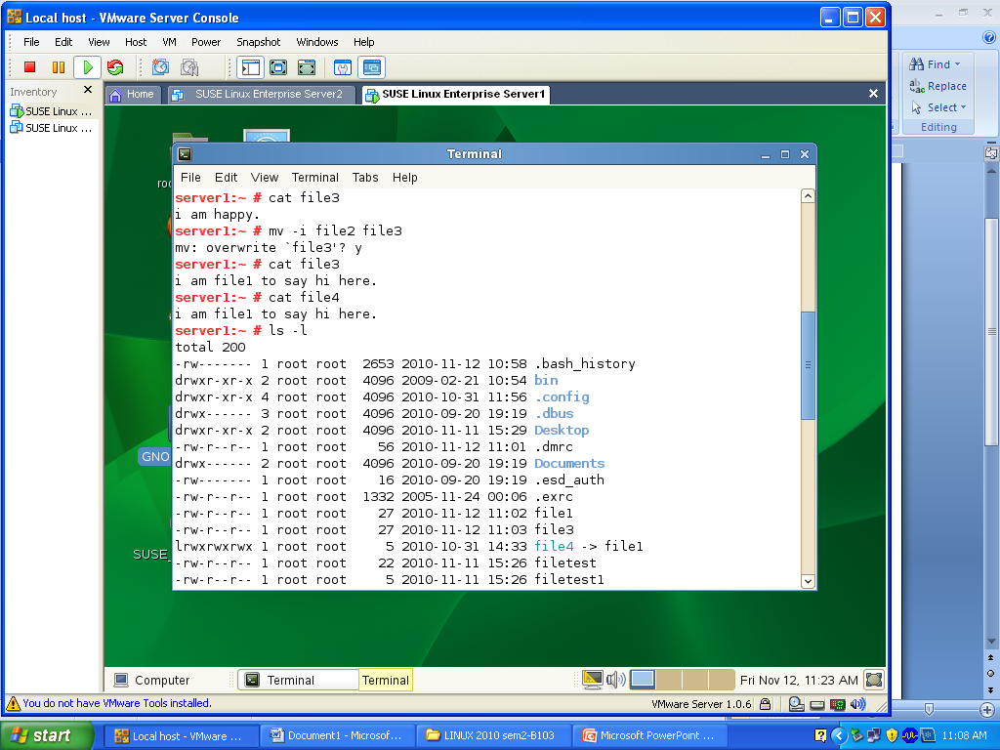 Local host - VMware Server Console
File Edit View Host VM Power Snapshot Windows Help
Inventory
SUSE Linux ...
SUSE Linux ...
Home SUSE Linux Enterprise Server2 SUSE Linux Enterprise Server1
Find
Replace
Select
Editing
GNO
SUSE_
Terminal
File Edit View Terminal Tabs Help
server1:~ # cat file3
i am happy.
server1:~ # mv -i file2 file3
mv: overwrite `file3'? y
server1:~ # cat file3
i am file1 to say hi here.
server1:~ # cat file4
i am file1 to say hi here.
server1:~ # ls -l
total 200
-rw------- 1 root root 2653 2010-11-12 10:58 .bash_history
drwxr-xr-x 2 root root 4096 2009-02-21 10:54 bin
drwxr-xr-x 4 root root 4096 2010-10-31 11:56 .config
drwx------ 3 root root 4096 2010-09-20 19:19 .dbus
drwxr-xr-x 2 root root 4096 2010-11-11 15:29 Desktop
-rw-r--r-- 1 root root 56 2010-11-12 11:01 .dmrc
drwx------ 2 root root 4096 2010-09-20 19:19 Documents
-rw------- 1 root root 16 2010-09-20 19:19 .esd_auth
-rw-r--r-- 1 root root 1332 2005-11-24 00:06 .exrc
-rw-r--r-- 1 root root 27 2010-11-12 11:02 file1
-rw-r--r-- 1 root root 27 2010-11-12 11:03 file3
lrwxrwxrwx 1 root root 5 2010-10-31 14:33 file4 -> file1
-rw-r--r-- 1 root root 22 2010-11-11 15:26 filetest
-rw-r--r-- 1 root root 5 2010-11-11 15:26 filetest1
Computer Terminal Terminal Fri Nov 12, 11:23 AM
You do not have VMware Tools installed. VMware Server 1.0.6
start Local host - VMware ... Document1 - Microsof... LINUX 2010 sem2-B103 Microsoft PowerPoint ... 11:08 AM